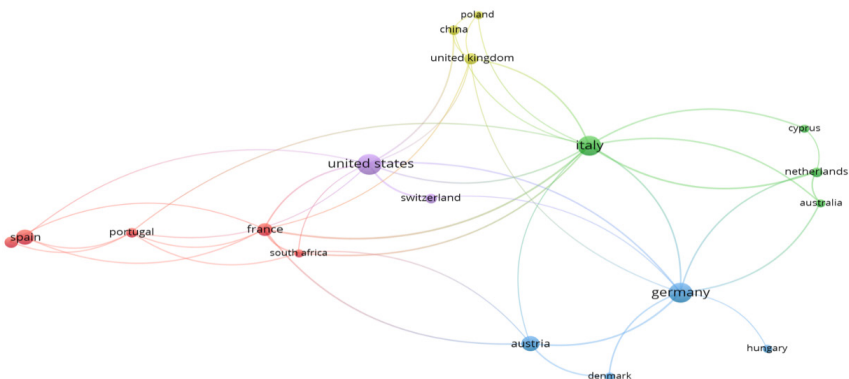 poland
china
united kingdom
cyprus
italy
united states
netherlands
switzerland
australia
france
portugal
spain
south africa
germany
austria
hungary
denmark